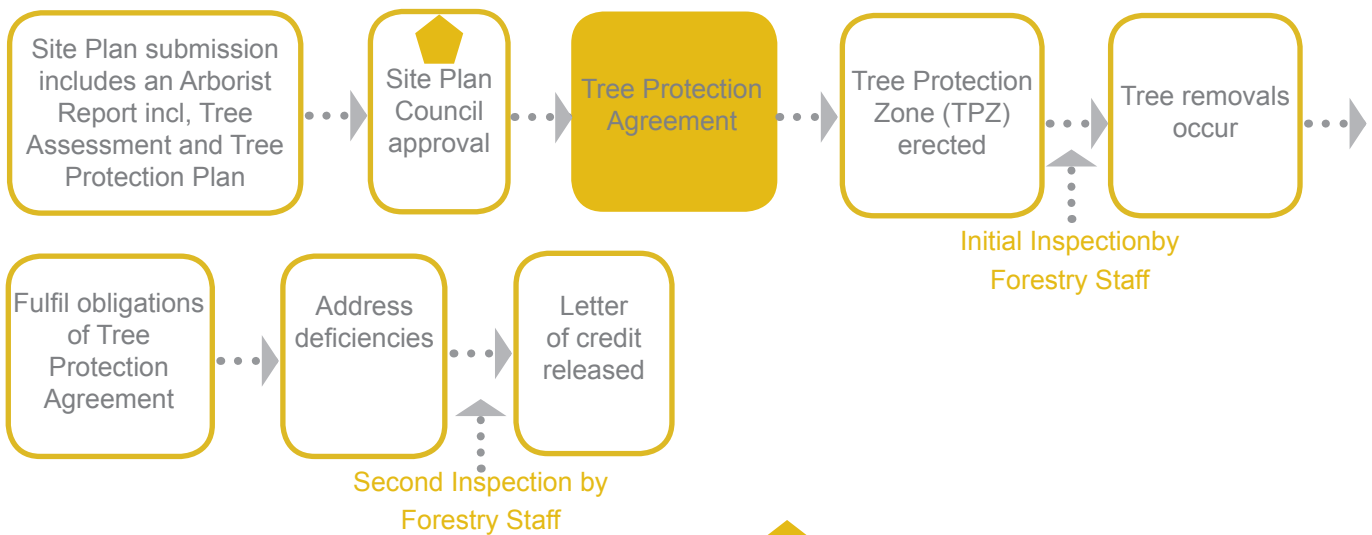 Site Plan submission
includes an Arborist
Report incl, Tree
Assessment and Tree
Protection Plan
Site Plan
Council
approval
Tree Protection
Agreement
Tree Protection
Zone (TPZ)
erected
Tree removals
occur
Initial Inspectionby
Forestry Staff
Fulfil obligations
of Tree
Protection
Agreement
Address
deficiencies
Letter
of credit
released
Second Inspection by
Forestry Staff